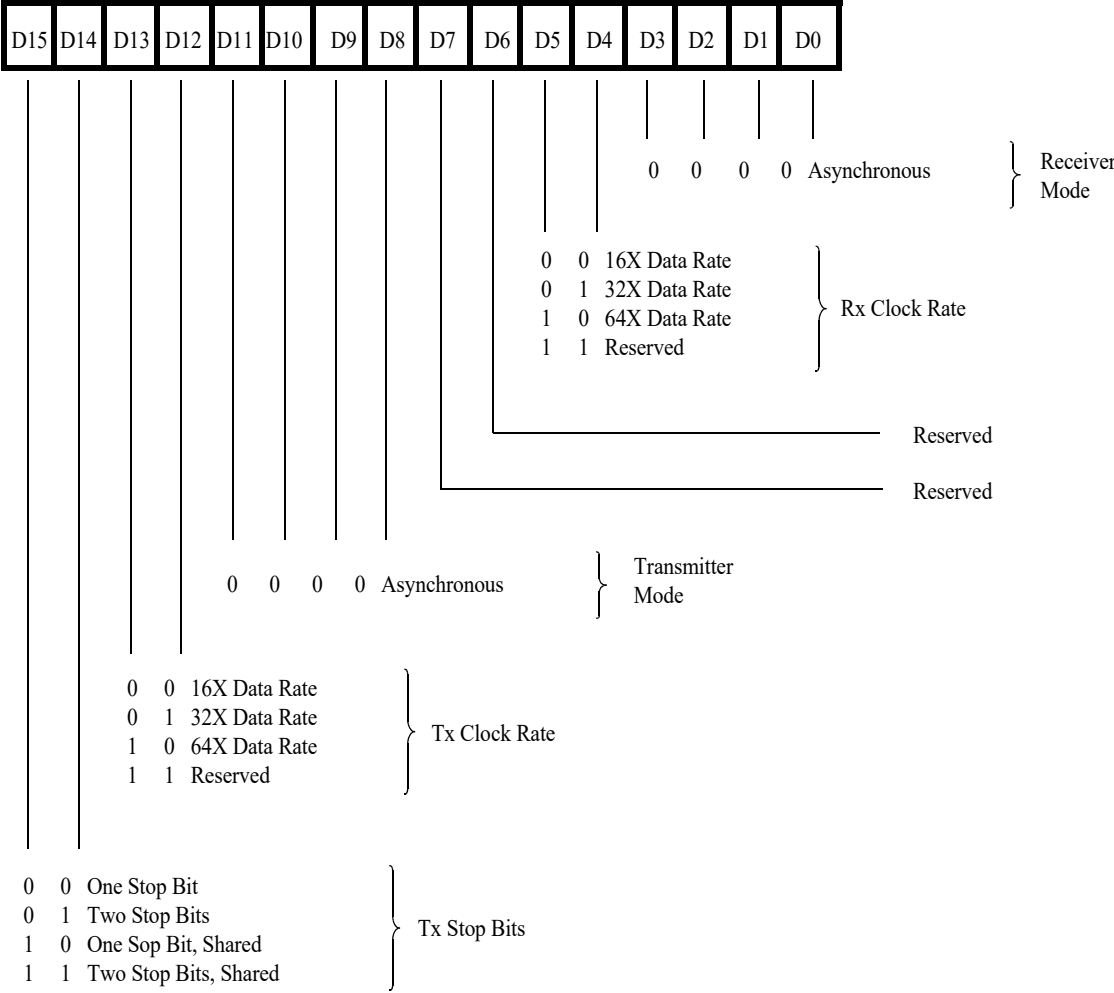 D15 D14 D13 D12 D11 D10 D9 D8 D7 D6 D5 D4 D3 D2 D1 D0
0 0 0 0 Asynchronous
Receiver
Mode
0 0 16X Data Rate
0 1 32X Data Rate
1 0 64X Data Rate
1 1 Reserved
Rx Clock Rate
Reserved
Reserved
0 0 0 0 Asynchronous
Transmitter
Mode
0 0 16X Data Rate
0 1 32X Data Rate
1 0 64X Data Rate
1 1 Reserved
Tx Clock Rate
0 0 One Stop Bit
0 1 Two Stop Bits
1 0 One Sop Bit, Shared
1 1 Two Stop Bits, Shared
Tx Stop Bits